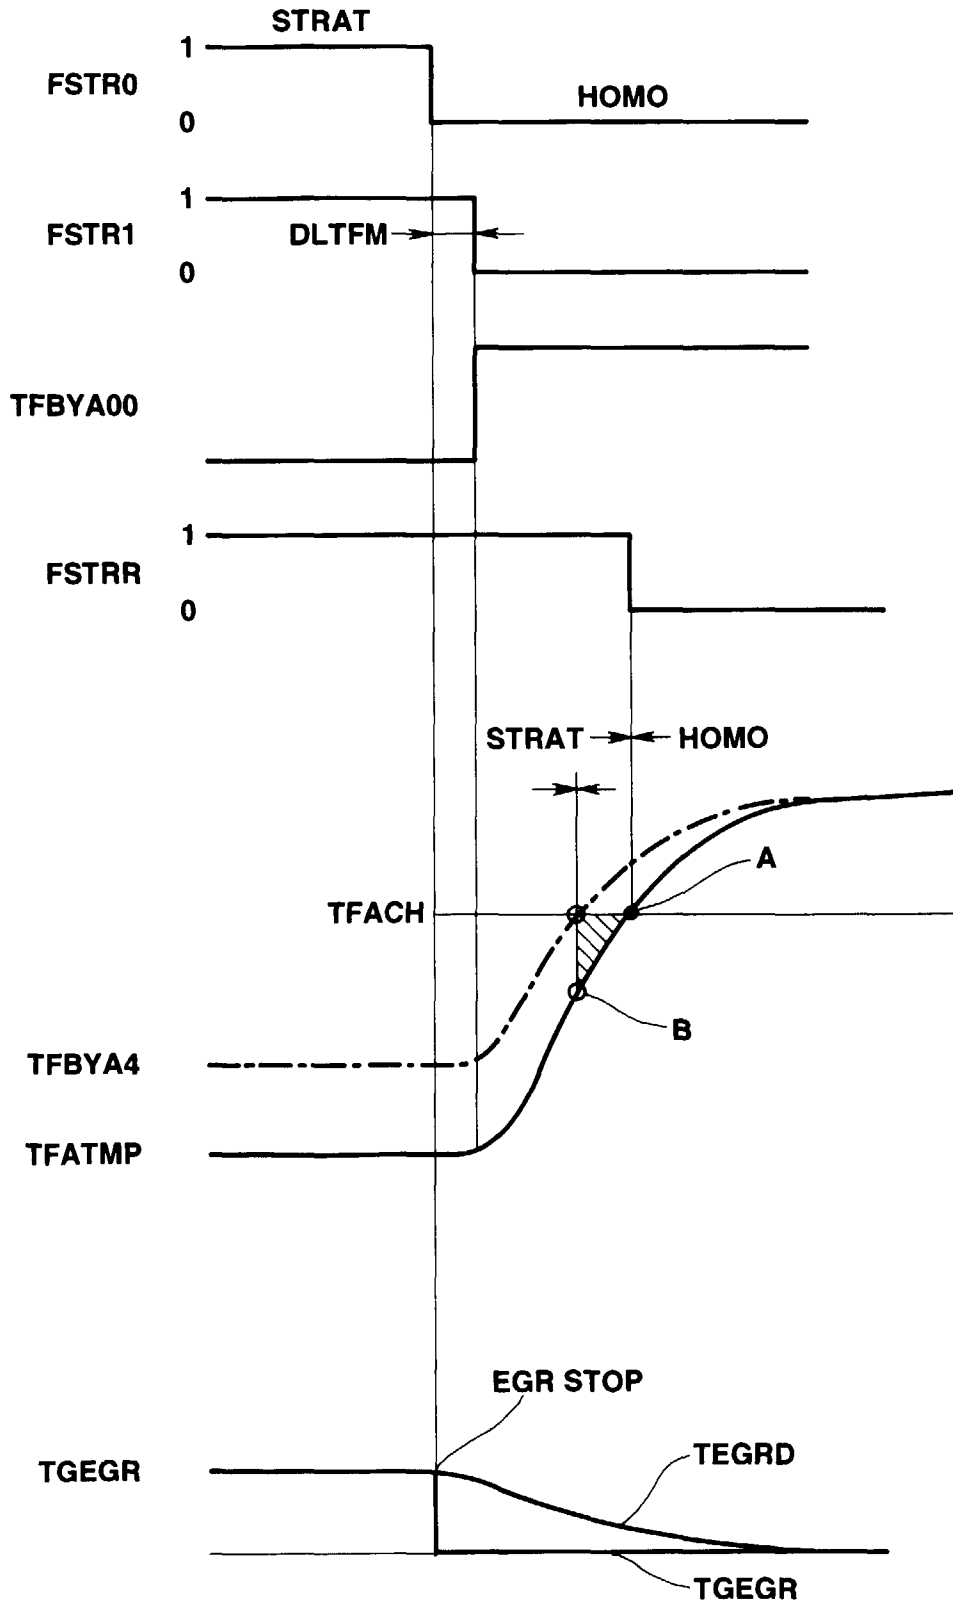 STRAT
1
FSTR0
HOMO
0
1
FSTR1
DLTFM
0
TFBYA00
1
FSTRR
0
STRAT
HOMO
A
TFACH
B
TFBYA4
TFATMP
EGR STOP
TEGRD
TGEGR
TGEGR